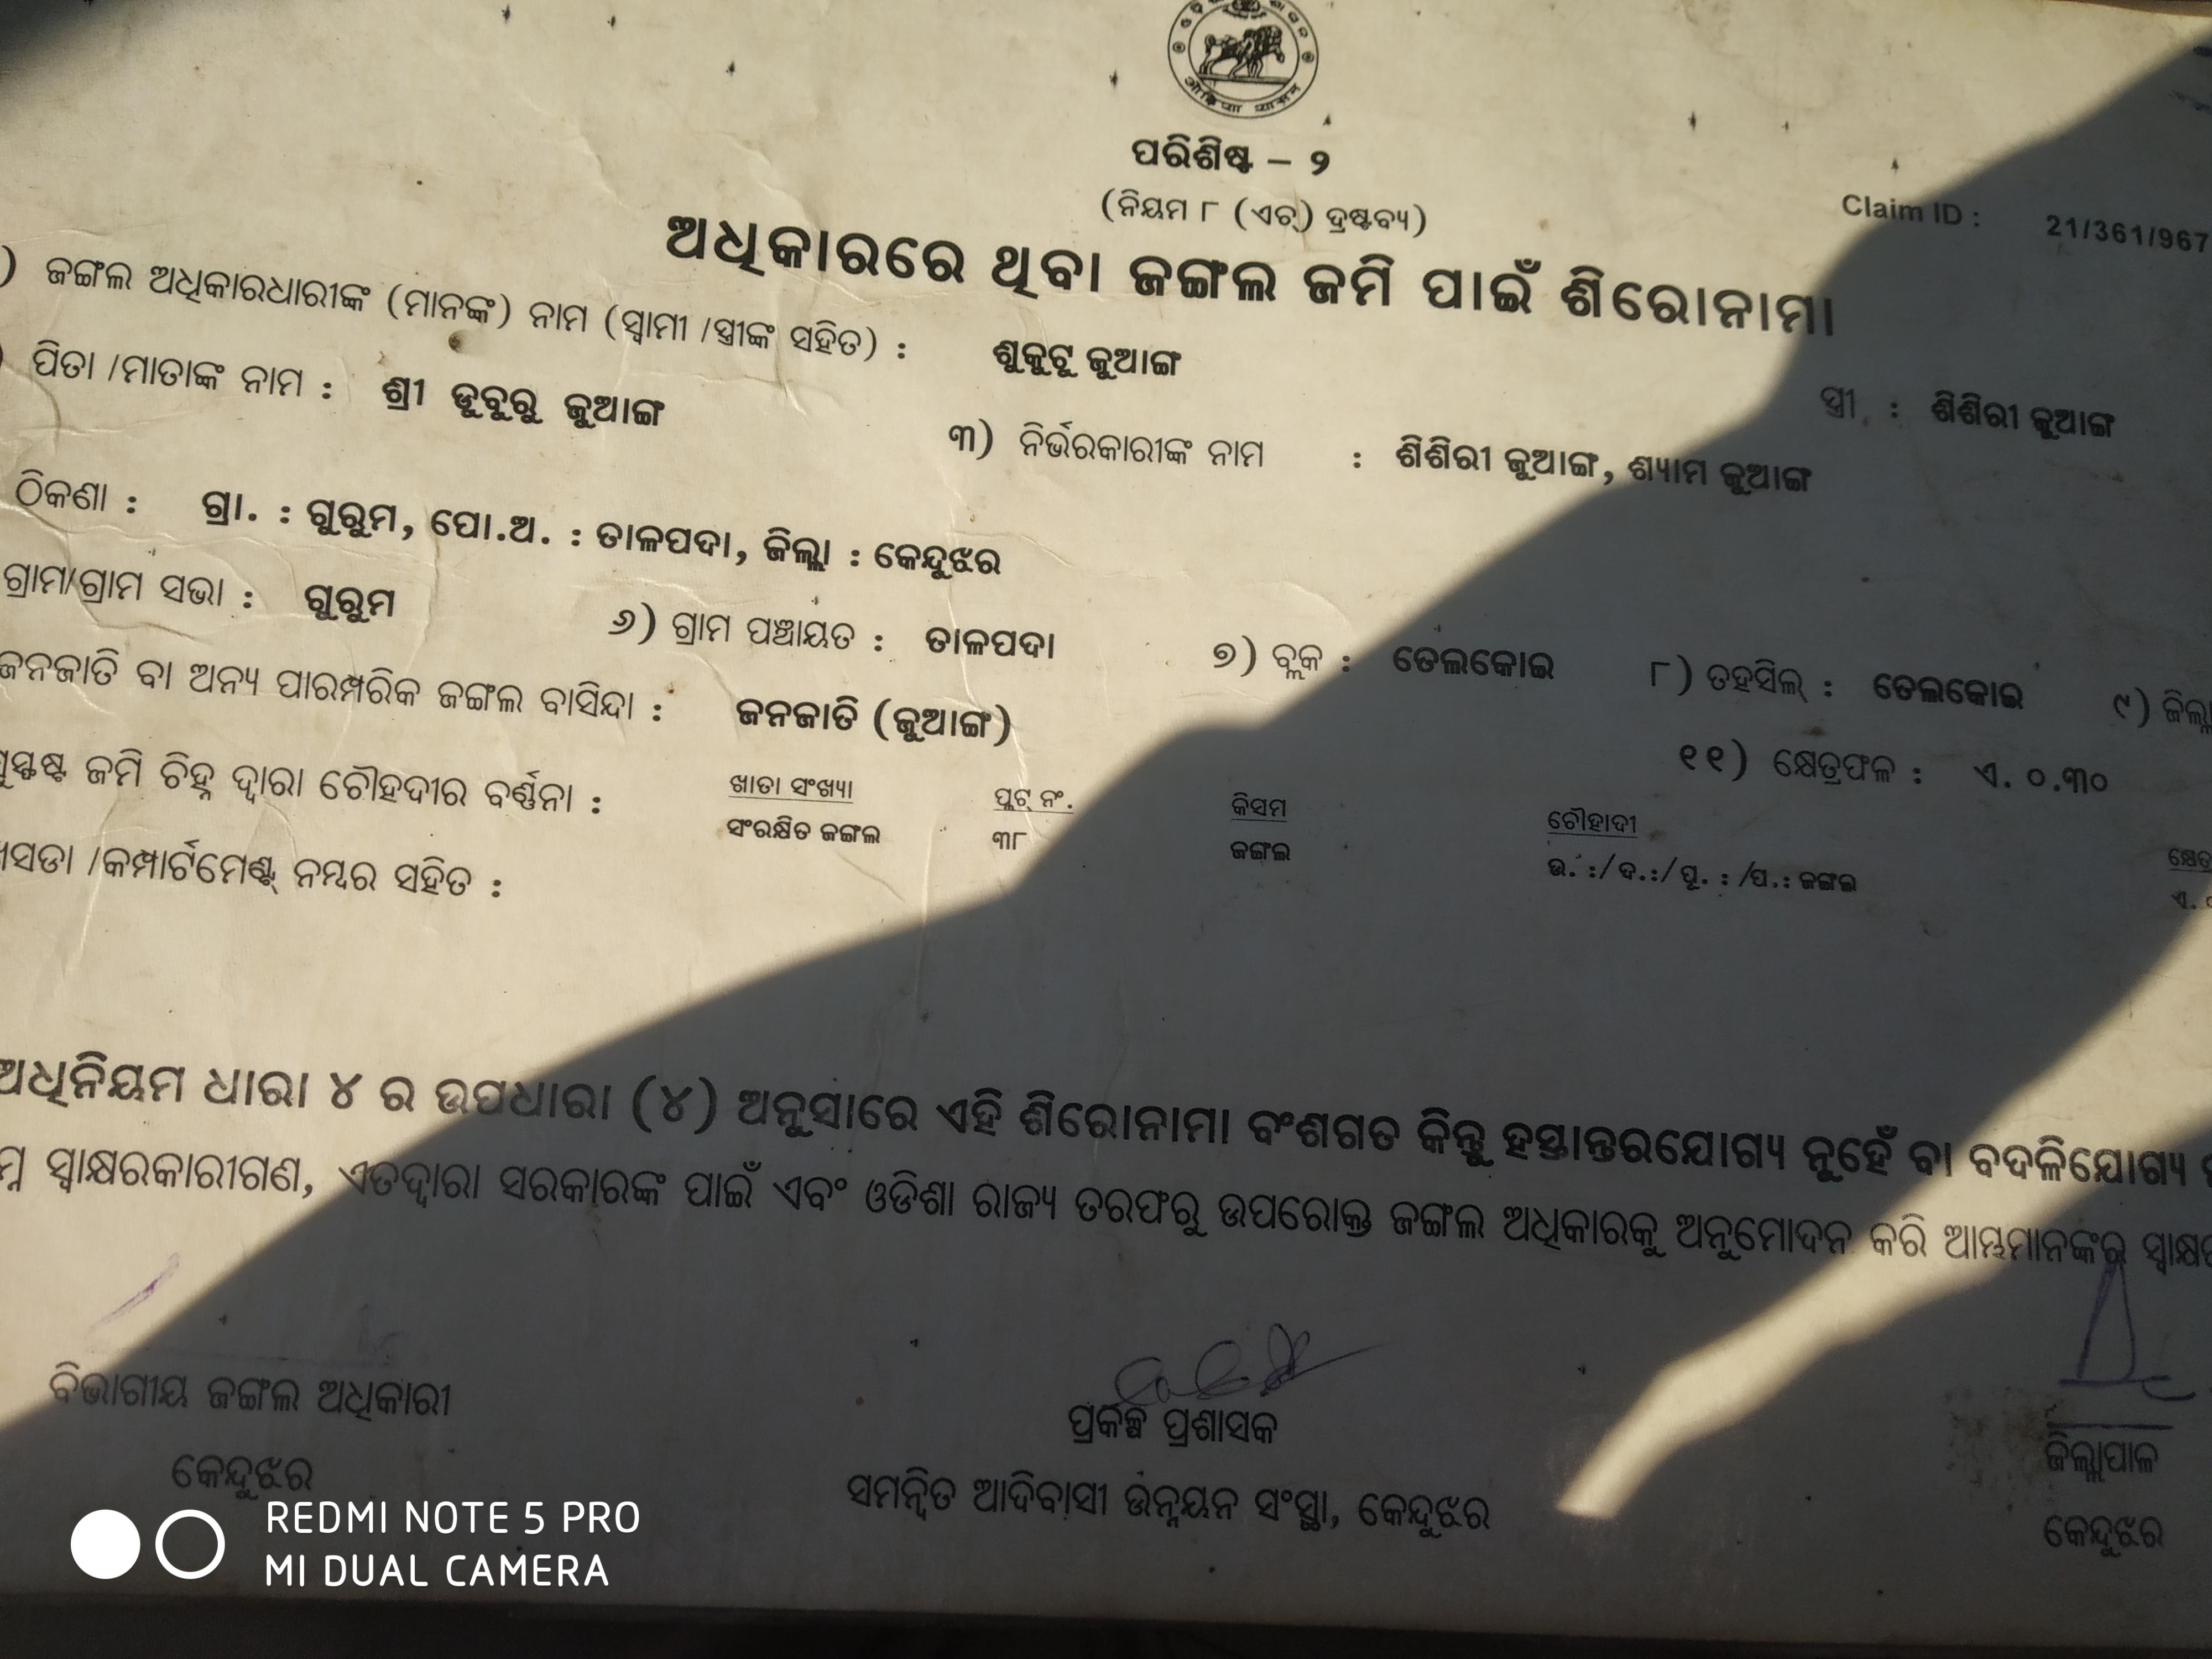 ପରିଶିଷ୍ଟ – ୨
(ନିୟମ ୮ (ଏଚ୍) ଦ୍ରଷ୍ଟବ୍ୟ)
Claim ID : 21/361/967
ଅଧିକାରରେ ଥିବା ଜଙ୍ଗଲ ଜମି ପାଇଁ ଶିରୋନାମା
) ଜଙ୍ଗଲ ଅଧିକାରଧାରୀଙ୍କ (ମାନଙ୍କ) ନାମ (ସ୍ଵାମୀ /ସ୍ତ୍ରୀଙ୍କ ସହିତ) : ଶୁକୁଟୁ ଜୁଆଙ୍ଗ ସ୍ତ୍ରୀ : ଶିଶିରୀ ଜୁଆଙ୍ଗ
) ପିତା /ମାତାଙ୍କ ନାମ : ଶ୍ରୀ ଡୁବୁରୁ ଜୁଆଙ୍ଗ ୩) ନିର୍ଭରକାରୀଙ୍କ ନାମ : ଶିଶିରୀ ଜୁଆଙ୍ଗ, ଶ୍ୟାମ ଜୁଆଙ୍ଗ
ଠିକଣା : ଗ୍ରା. : ଗୁରୁମ, ପୋ.ଅ. : ତାଳପଦା, ଜିଲ୍ଲା : କେନ୍ଦୁଝର
ଗ୍ରାମ/ଗ୍ରାମ ସଭା : ଗୁରୁମ ୬) ଗ୍ରାମ ପଞ୍ଚାୟତ : ତାଳପଦା ୭) ବ୍ଲକ : ତେଲକୋଇ ୮) ତହସିଲ୍ : ତେଲକୋଇ ୯) ଜିଲ୍ଲା
ଜନଜାତି ବା ଅନ୍ୟ ପାରମ୍ପରିକ ଜଙ୍ଗଲ ବାସିନ୍ଦା : ଜନଜାତି (ଜୁଆଙ୍ଗ) ୧୧) କ୍ଷେତ୍ରଫଳ : ଏ. ୦.୩୦
ସୁସ୍ପଷ୍ଟ ଜମି ଚିହ୍ନ ଦ୍ୱାରା ଚୌହଦୀର ବର୍ଣ୍ଣନା : ଖାତା ସଂଖ୍ୟା ପ୍ଲଟ୍ ନଂ. କିସମ ଚୌହାଦୀ
ସଂରକ୍ଷିତ ଜଙ୍ଗଲ ୩୮ ଜଙ୍ଗଲ ଉ. :/ ଦ.:/ ପୂ. : /ପ.: ଜଙ୍ଗଲ ଏ.
/କମ୍ପାର୍ଟମେଣ୍ଟ୍ ନମ୍ବର ସହିତ :
ଅଧିନିୟମ ଧାରା ୪ ର ଉପଧାରା (୪) ଅନୁସାରେ ଏହି ଶିରୋନାମା ବଂଶଗତ କିନ୍ତୁ ହସ୍ତାନ୍ତରଯୋଗ୍ୟ ନୁହେଁ ବା ବଦଳିଯୋଗ୍ୟ
ସ୍ୱାକ୍ଷରକାରୀଗଣ, ଏତଦ୍ୱାରା ସରକାରଙ୍କ ପାଇଁ ଏବଂ ଓଡିଶା ରାଜ୍ୟ ତରଫରୁ ଉପରୋକ୍ତ ଜଙ୍ଗଲ ଅଧିକାରକୁ ଅନୁମୋଦନ କରି ଆମ୍ଭମାନଙ୍କର
ବିଭାଗୀୟ ଜଙ୍ଗଲ ଅଧିକାରୀ
କେନ୍ଦୁଝର
ପ୍ରକଳ୍ପ ପ୍ରଶାସକ
ସମନ୍ୱିତ ଆଦିବାସୀ ଉନ୍ନୟନ ସଂସ୍ଥା, କେନ୍ଦୁଝର
ଜିଲ୍ଲାପାଳ
କେନ୍ଦୁଝର
REDMI NOTE 5 PRO
MI DUAL CAMERA